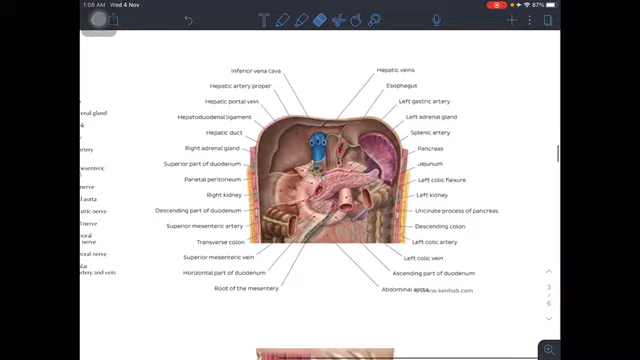 1:08 AM Wed 4 Nov
87%
Inferior vena cava
Hepatic artery proper
Hepatic portal vein
Hepatoduodenal ligament
Hepatic duct
Right adrenal gland
Superior part of duodenum
Parietal peritoneum
Right kidney
Descending part of duodenum
Superior mesenteric artery
Transverse colon
Superior mesenteric vein
Horizontal part of duodenum
Root of the mesentery
Hepatic veins
Esophagus
Left gastric artery
Left adrenal gland
Splenic artery
Pancreas
Jejunum
Left colic flexure
Left kidney
Uncinate process of pancreas
Descending colon
Left colic artery
Left colic vein
Ascending part of duodenum
Abdominal aorta
www.kenhub.com
enal gland
artery
mesenteric
nerve
l aorta
stric nerve
l nerve
moral
w nerve
moral nerve
lar
artery and vein
3
/
6